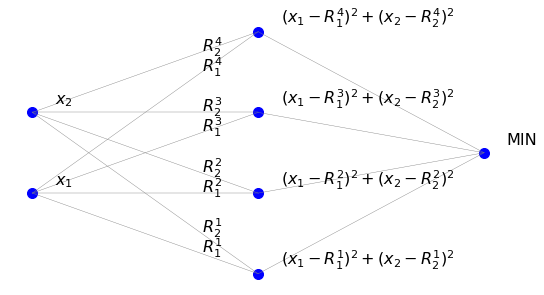 $(x_1 - R_1^4)^2 + (x_2 - R_2^4)^2$
$R_2^4$
$R_1^4$
$x_2$
$(x_1 - R_1^3)^2 + (x_2 - R_2^3)^2$
$R_2^3$
$R_1^3$
MIN
$R_2^2$
$x_1$
$R_1^2$
$(x_1 - R_1^2)^2 + (x_2 - R_2^2)^2$
$R_2^1$
$R_1^1$
$(x_1 - R_1^1)^2 + (x_2 - R_2^1)^2$